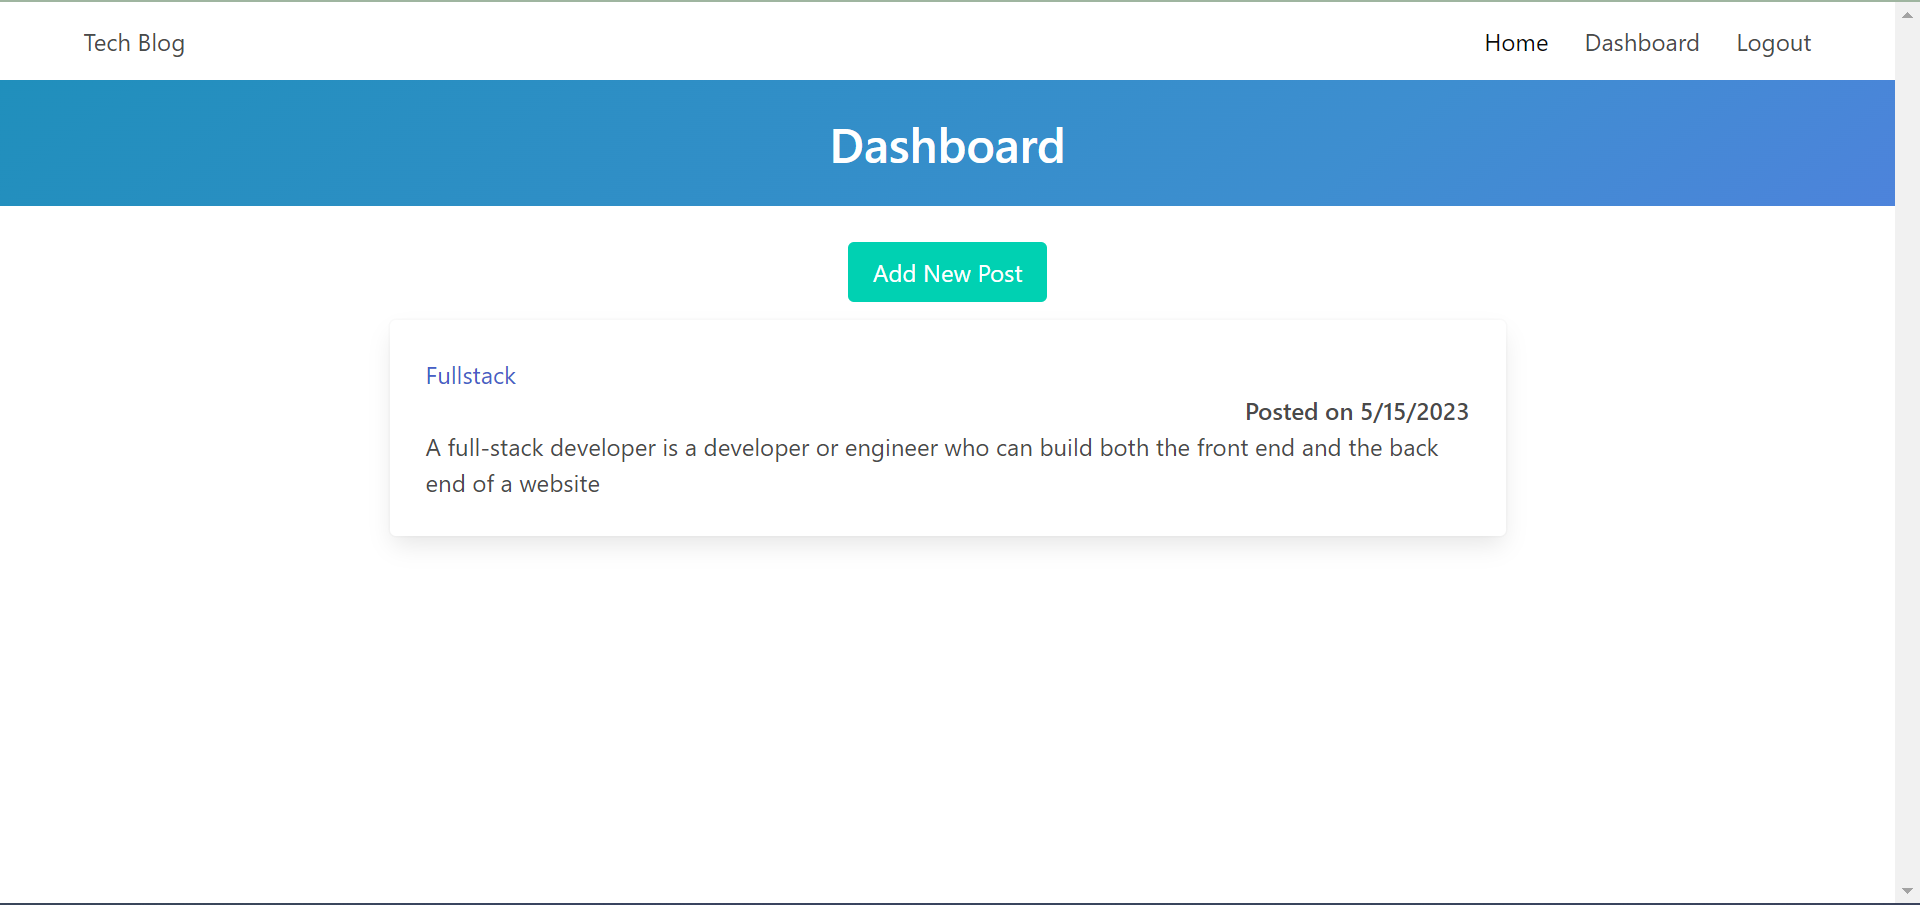 Tech Blog
Home Dashboard Logout
Dashboard
Add New Post
Fullstack
Posted on 5/15/2023
A full-stack developer is a developer or engineer who can build both the front end and the back
end of a website